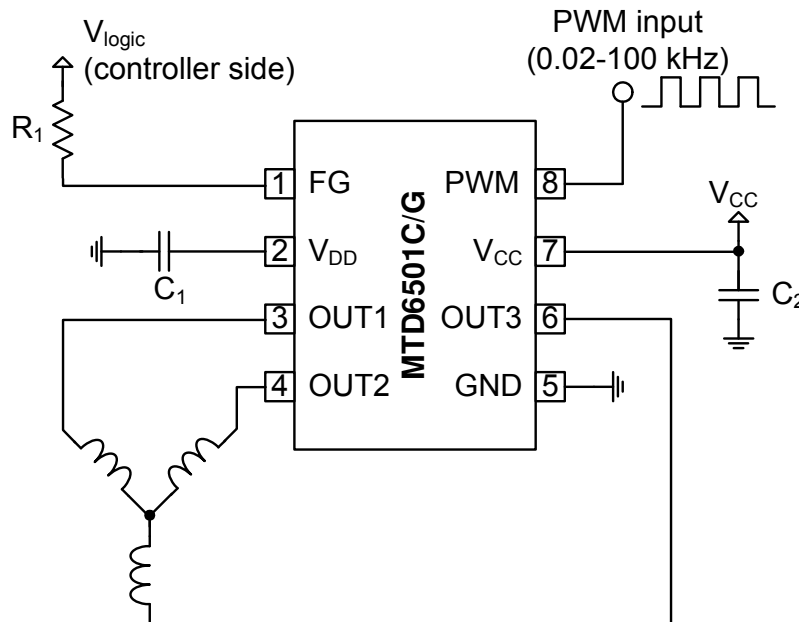 V_logic
(controller side)
R₁
PWM input
(0.02-100 kHz)
1 FG
PWM 8
V_CC
2 V_DD
V_CC 7
C₁
C₂
3 OUT1
OUT3 6
4 OUT2
GND 5
MTD6501C/G